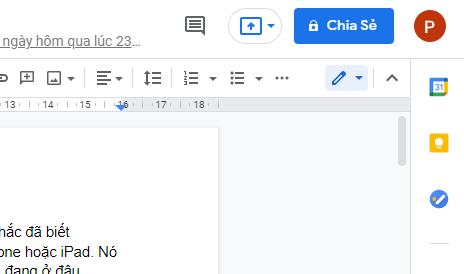 ngày hôm qua lúc 23...
Chia Sẻ
P
13 14 15 16 17 18
31
hắc đã biết
one hoặc iPad. Nó
đang ở đâu